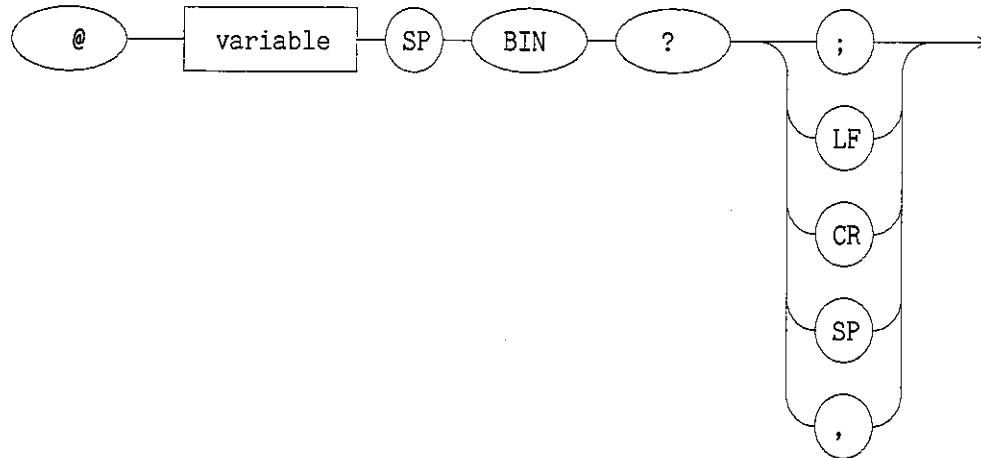 @ variable SP BIN ? ;
LF
CR
SP
,